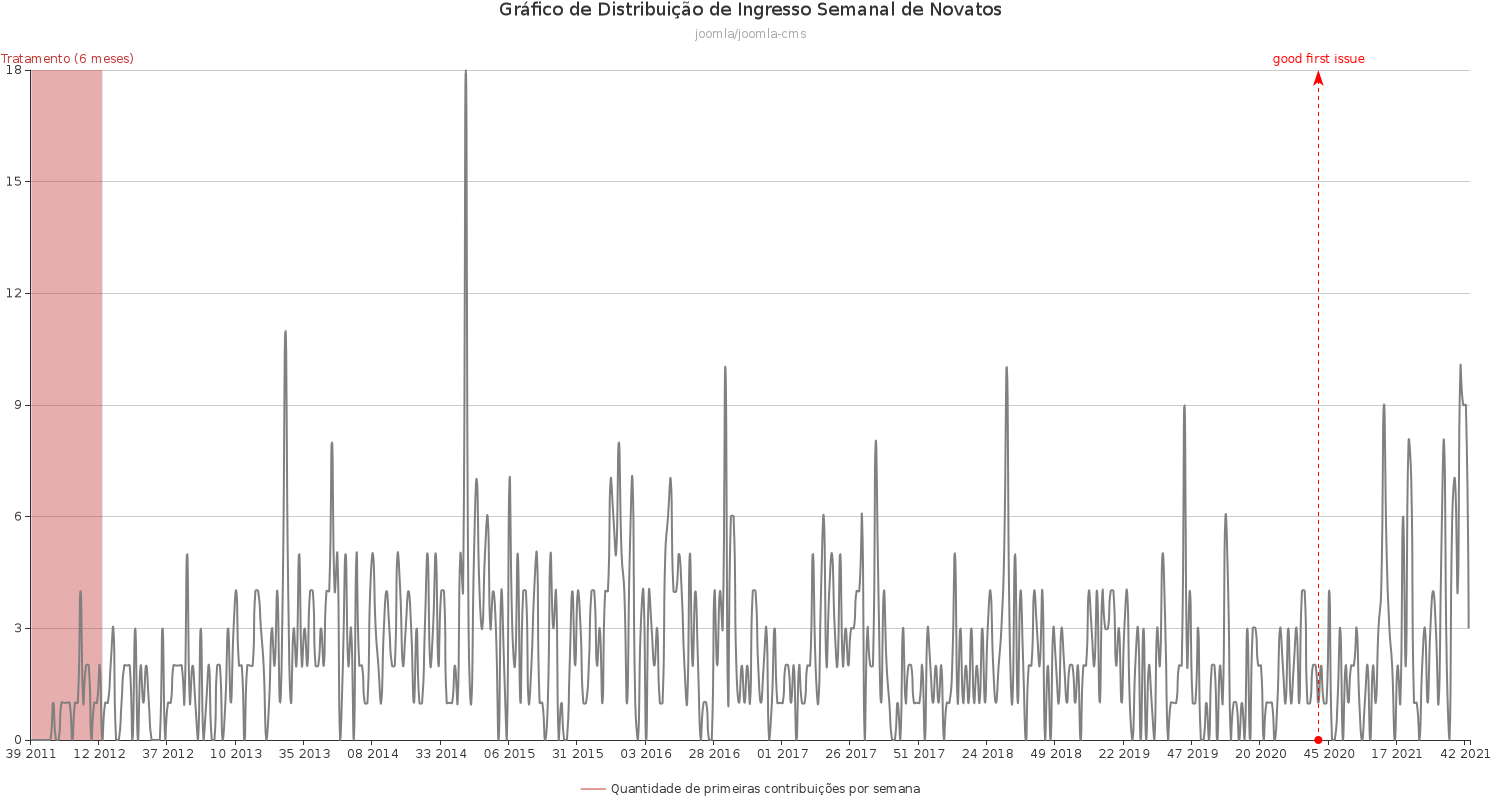 Gráfico de Distribuição de Ingresso Semanal de Novatos
joomla/joomla-cms
Tratamento (6 meses)
good first issue
18
15
12
9
6
3
0
39 2011 12 2012 37 2012 10 2013 35 2013 08 2014 33 2014 06 2015 31 2015 03 2016 28 2016 01 2017 26 2017 51 2017 24 2018 49 2018 22 2019 47 2019 20 2020 45 2020 17 2021 42 2021
Quantidade de primeiras contribuições por semana